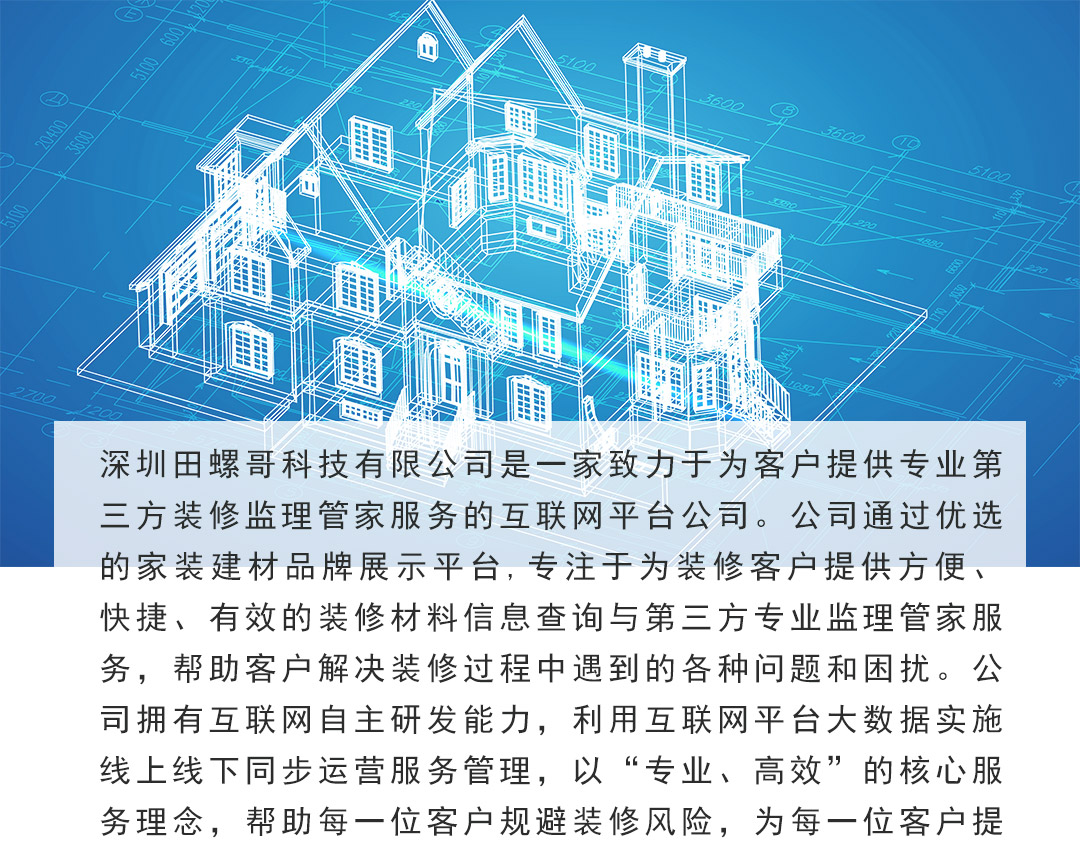 深圳田螺哥科技有限公司是一家致力于为客户提供专业第
三方装修监理管家服务的互联网平台公司。公司通过优选
的家装建材品牌展示平台,专注于为装修客户提供方便、
快捷、有效的装修材料信息查询与第三方专业监理管家服
务，帮助客户解决装修过程中遇到的各种问题和困扰。公
司拥有互联网自主研发能力，利用互联网平台大数据实施
线上线下同步运营服务管理，以“专业、高效”的核心服
务理念，帮助每一位客户规避装修风险，为每一位客户提